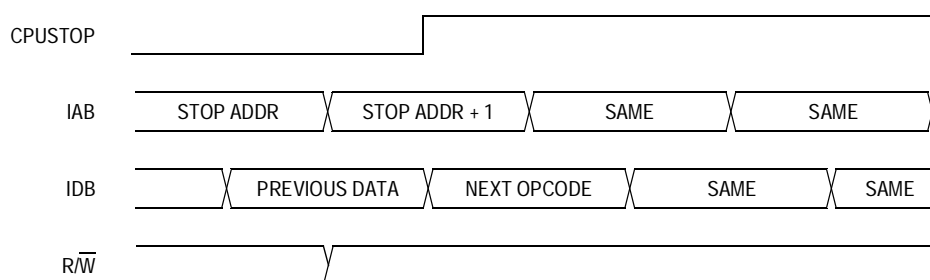 CPUSTOP
IAB STOP ADDR STOP ADDR + 1 SAME SAME
IDB PREVIOUS DATA NEXT OPCODE SAME SAME
R/W̅